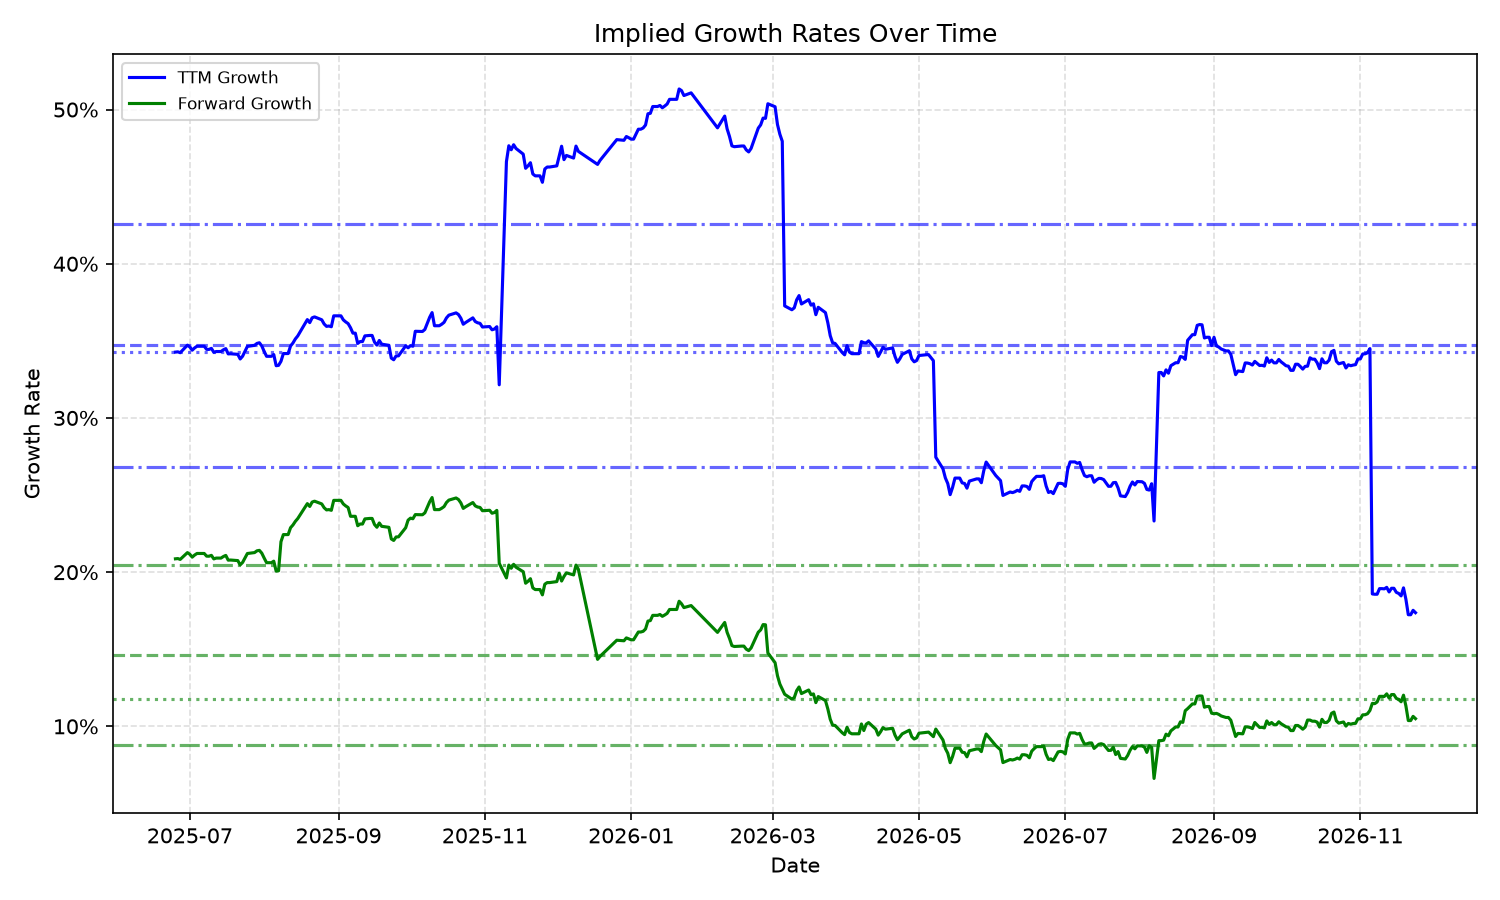 Implied Growth Rates Over Time
TTM Growth
Forward Growth
50%
40%
30%
20%
10%
Growth Rate
2025-07 2025-09 2025-11 2026-01 2026-03 2026-05 2026-07 2026-09 2026-11
Date